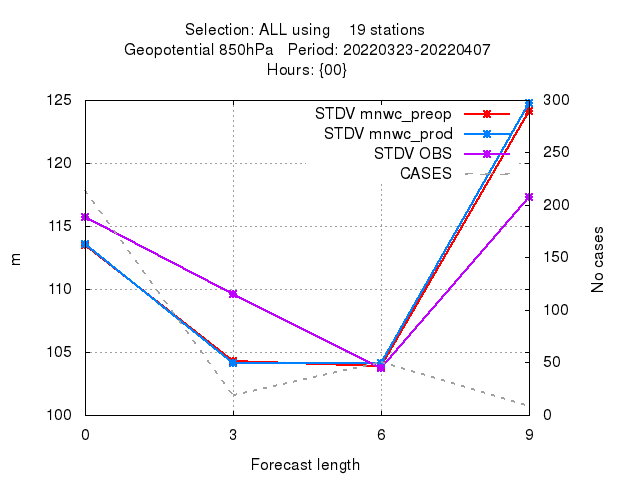 Selection: ALL using 19 stations
Geopotential 850hPa Period: 20220323-20220407
Hours: {00}
125
120
115
110
105
100
m
300
250
200
150
100
50
0
No cases
STDV mnwc_preop
STDV mnwc_prod
STDV OBS
CASES
0 3 6 9
Forecast length